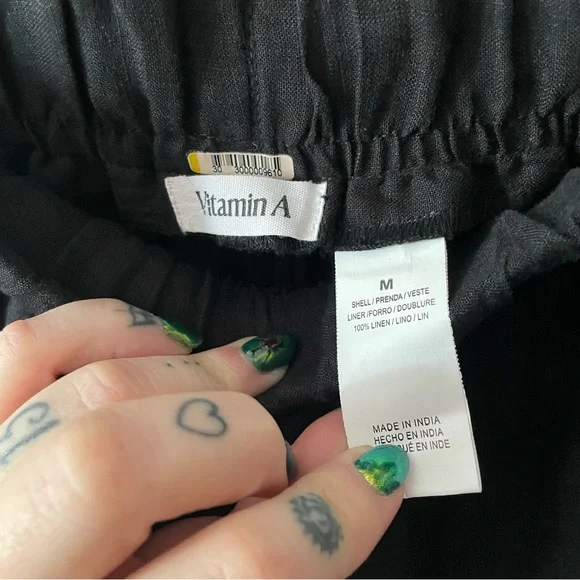 30 3000009610
Vitamin A
M
SHELL / PRENDA / VESTE
LINER / FORRO / DOUBLURE
100% LINEN / LINO / LIN
MADE IN INDIA
HECHO EN INDIA
EN INDE